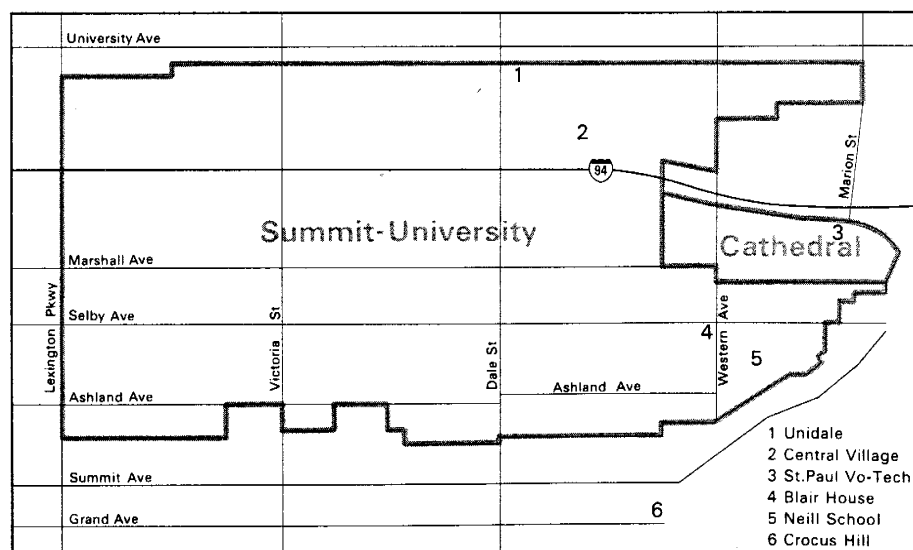 University Ave
1
2
94
Marion St
3
Summit-University
Cathedral
Marshall Ave
Lexington Pkwy
Selby Ave
Victoria St
Dale St
4
Western Ave
5
Ashland Ave
Ashland Ave
Summit Ave
Grand Ave
6
1 Unidale
2 Central Village
3 St.Paul Vo-Tech
4 Blair House
5 Neill School
6 Crocus Hill